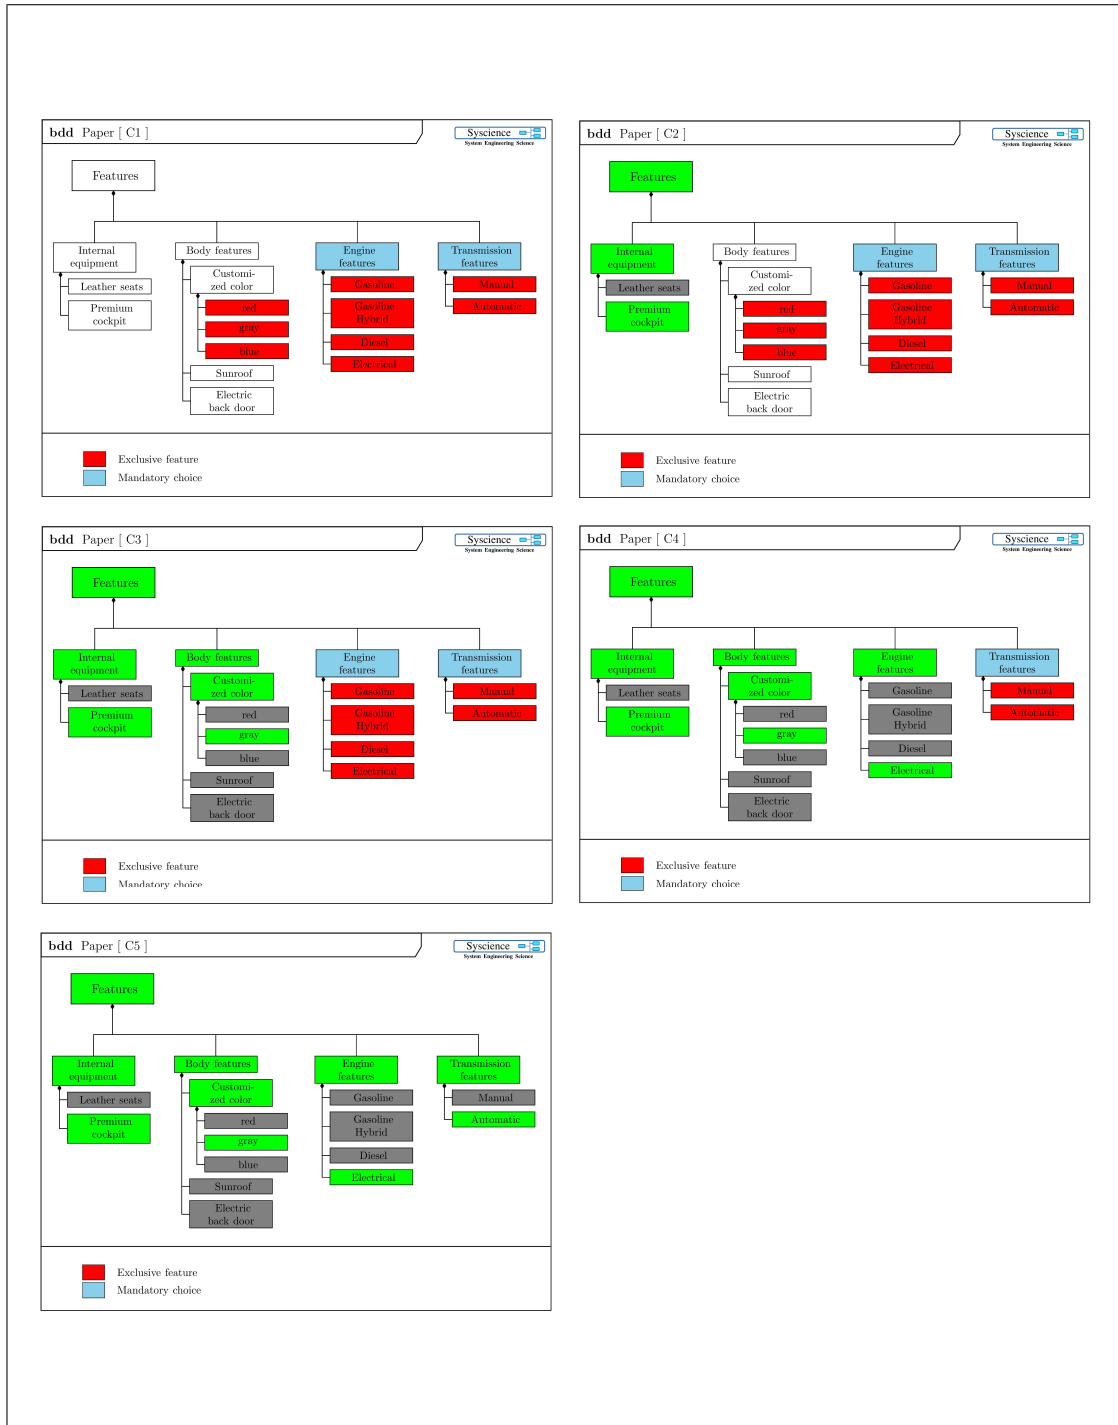 bdd Paper [ C1 ]
Syscience
System Engineering Science
Features
Internal
equipment
Leather seats
Premium
cockpit
Body features
Customi-
zed color
red
gray
blue
Sunroof
Electric
back door
Engine
features
Gasoline
Gasoline
Hybrid
Diesel
Electrical
Transmission
features
Manual
Automatic
Exclusive feature
Mandatory choice
bdd Paper [ C2 ]
Syscience
System Engineering Science
Features
Internal
equipment
Leather seats
Premium
cockpit
Body features
Customi-
zed color
red
gray
blue
Sunroof
Electric
back door
Engine
features
Gasoline
Gasoline
Hybrid
Diesel
Electrical
Transmission
features
Manual
Automatic
Exclusive feature
Mandatory choice
bdd Paper [ C3 ]
Syscience
System Engineering Science
Features
Internal
equipment
Leather seats
Premium
cockpit
Body features
Customi-
zed color
red
gray
blue
Sunroof
Electric
back door
Engine
features
Gasoline
Gasoline
Hybrid
Diesel
Electrical
Transmission
features
Manual
Automatic
Exclusive feature
Mandatory choice
bdd Paper [ C4 ]
Syscience
System Engineering Science
Features
Internal
equipment
Leather seats
Premium
cockpit
Body features
Customi-
zed color
red
gray
blue
Sunroof
Electric
back door
Engine
features
Gasoline
Gasoline
Hybrid
Diesel
Electrical
Transmission
features
Manual
Automatic
Exclusive feature
Mandatory choice
bdd Paper [ C5 ]
Syscience
System Engineering Science
Features
Internal
equipment
Leather seats
Premium
cockpit
Body features
Customi-
zed color
red
gray
blue
Sunroof
Electric
back door
Engine
features
Gasoline
Gasoline
Hybrid
Diesel
Electrical
Transmission
features
Manual
Automatic
Exclusive feature
Mandatory choice